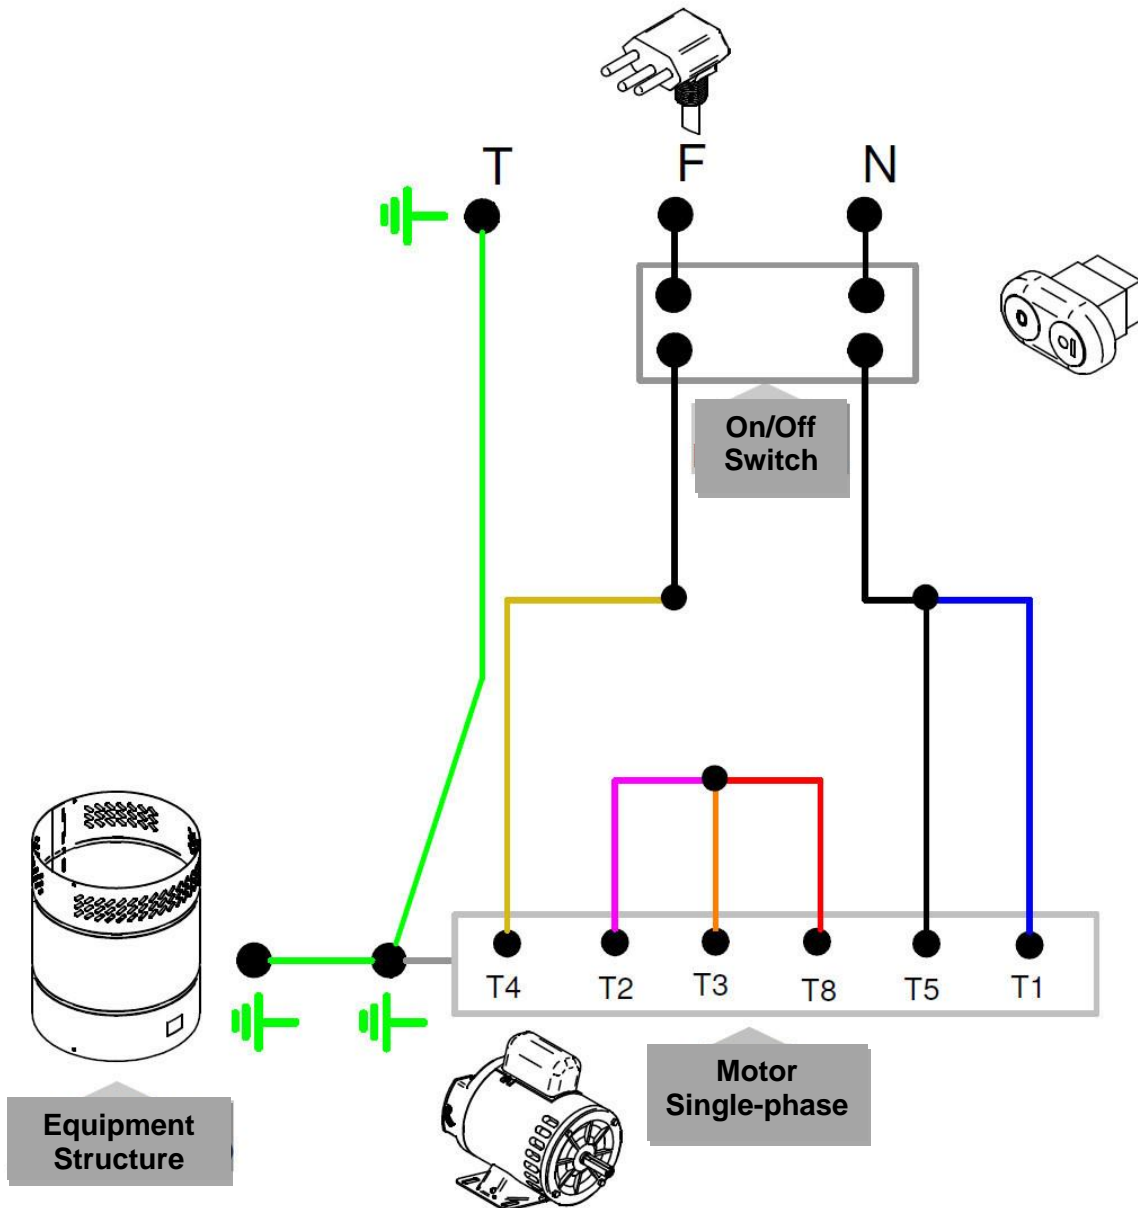 T
F
N
On/Off
Switch
T4
T2
T3
T8
T5
T1
Motor
Single-phase
Equipment
Structure